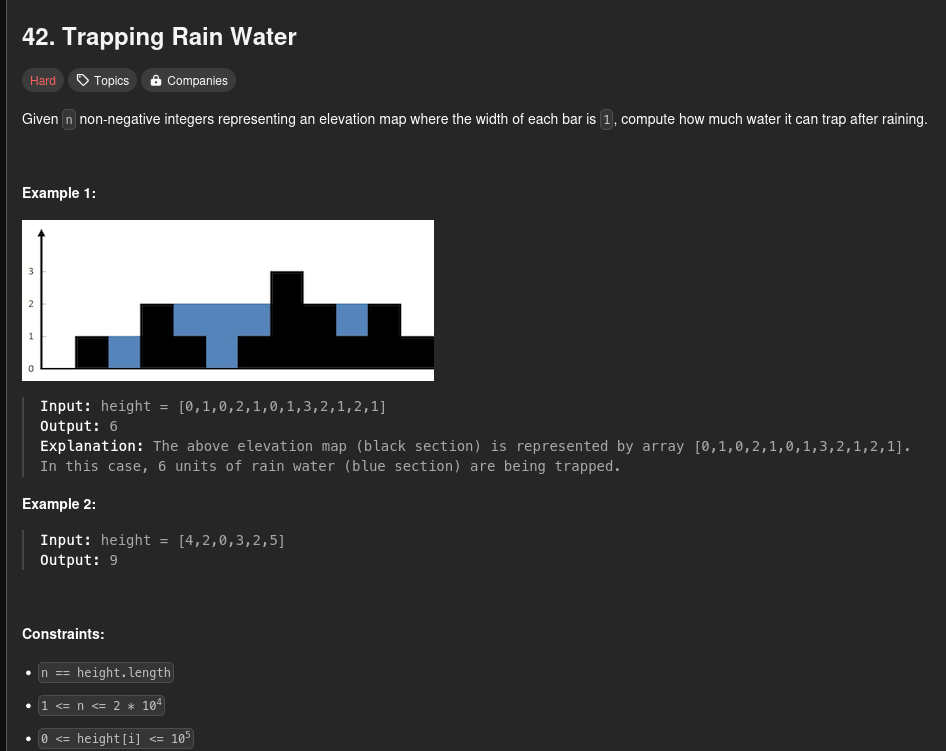 42. Trapping Rain Water
Hard Topics Companies
Given n non-negative integers representing an elevation map where the width of each bar is 1, compute how much water it can trap after raining.
Example 1:
3
2
1
0
Input: height = [0,1,0,2,1,0,1,3,2,1,2,1]
Output: 6
Explanation: The above elevation map (black section) is represented by array [0,1,0,2,1,0,1,3,2,1,2,1].
In this case, 6 units of rain water (blue section) are being trapped.
Example 2:
Input: height = [4,2,0,3,2,5]
Output: 9
Constraints:
• n == height.length
• 1 <= n <= 2 * 10⁴
• 0 <= height[i] <= 10⁵